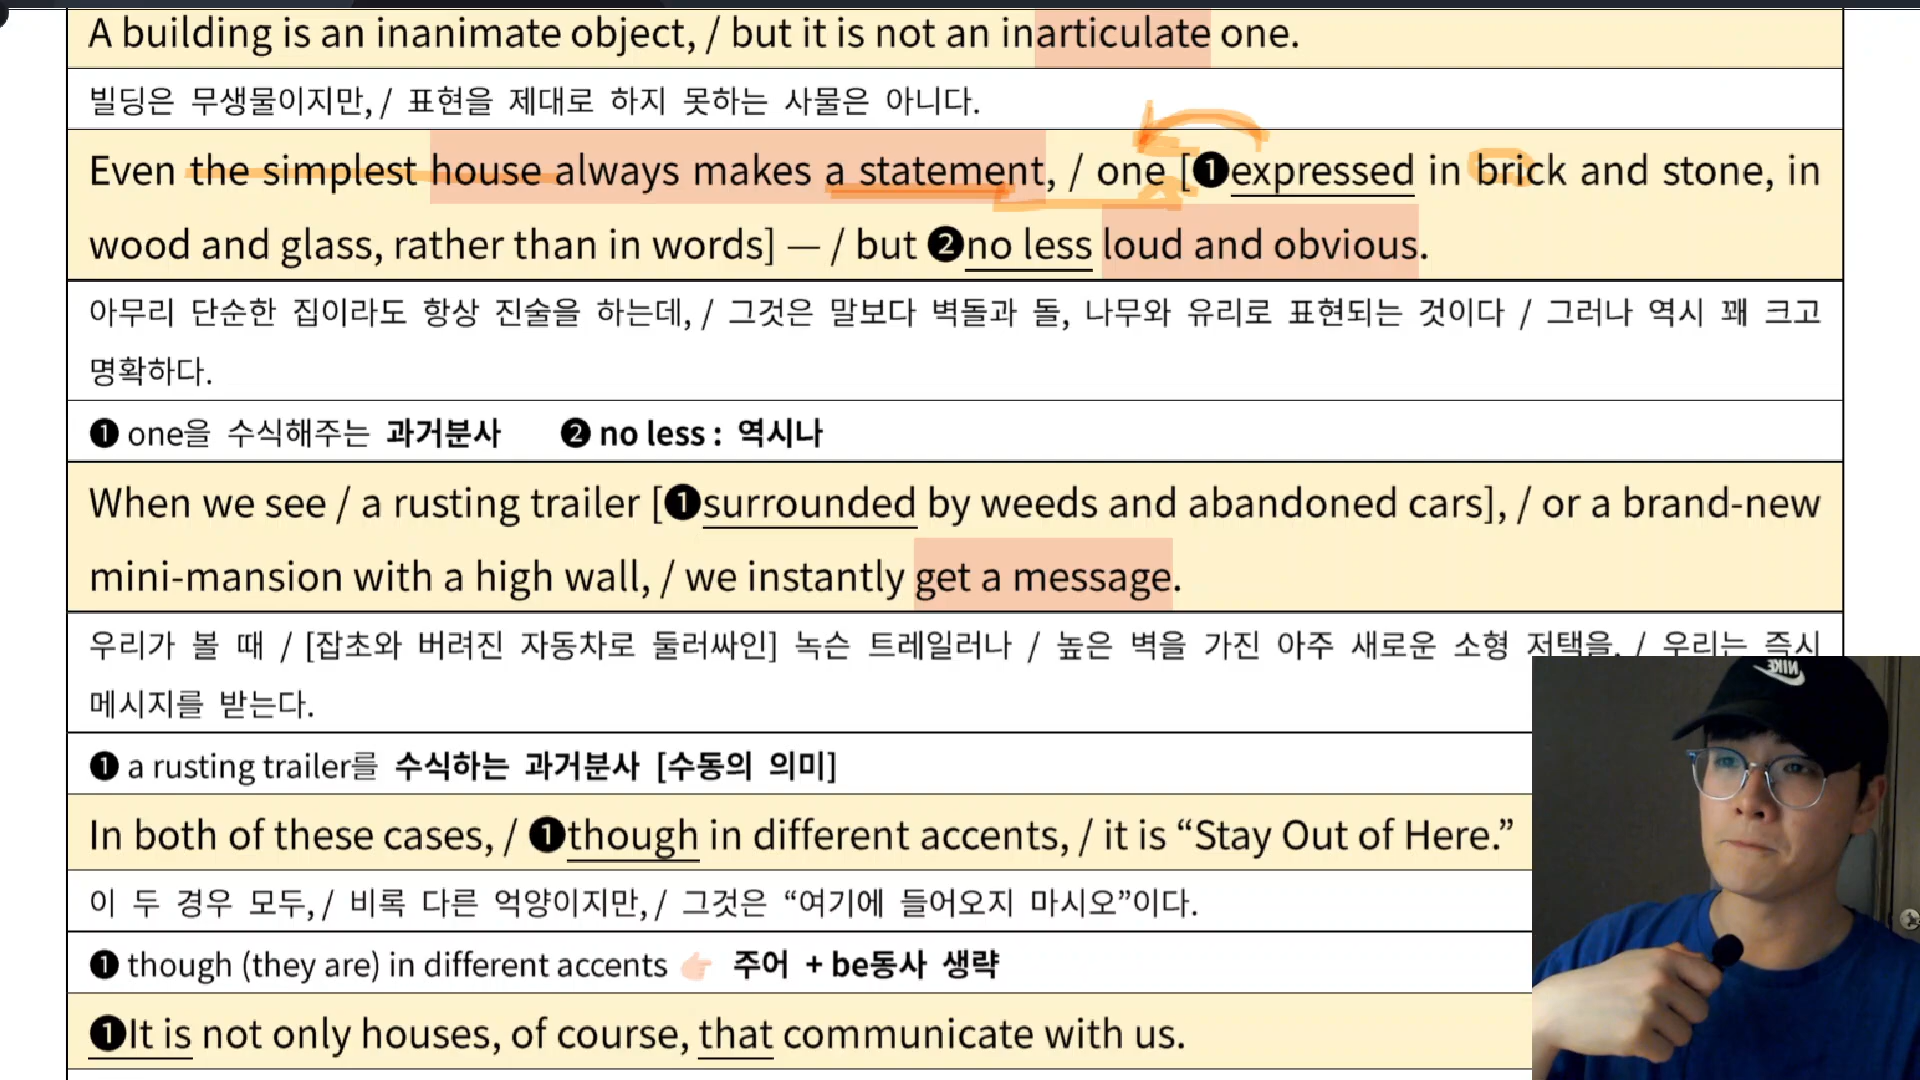 A building is an inanimate object, / but it is not an inarticulate one.
빌딩은 무생물이지만, / 표현을 제대로 하지 못하는 사물은 아니다.
Even the simplest house always makes a statement, / one [❶expressed in brick and stone, in
wood and glass, rather than in words] — / but ❷no less loud and obvious.
아무리 단순한 집이라도 항상 진술을 하는데, / 그것은 말보다 벽돌과 돌, 나무와 유리로 표현되는 것이다 / 그러나 역시 꽤 크고
명확하다.
❶ one을 수식해주는 과거분사 ❷ no less : 역시나
When we see / a rusting trailer [❶surrounded by weeds and abandoned cars], / or a brand-new
mini-mansion with a high wall, / we instantly get a message.
우리가 볼 때 / [잡초와 버려진 자동차로 둘러싸인] 녹슨 트레일러나 / 높은 벽을 가진 아주 새로운 소형 저택을, / 우리는 즉시
메시지를 받는다.
❶ a rusting trailer를 수식하는 과거분사 [수동의 의미]
In both of these cases, / ❶though in different accents, / it is “Stay Out of Here.”
이 두 경우 모두, / 비록 다른 억양이지만, / 그것은 “여기에 들어오지 마시오”이다.
❶ though (they are) in different accents 👉🏻 주어 + be동사 생략
❶It is not only houses, of course, that communicate with us.
NIKE